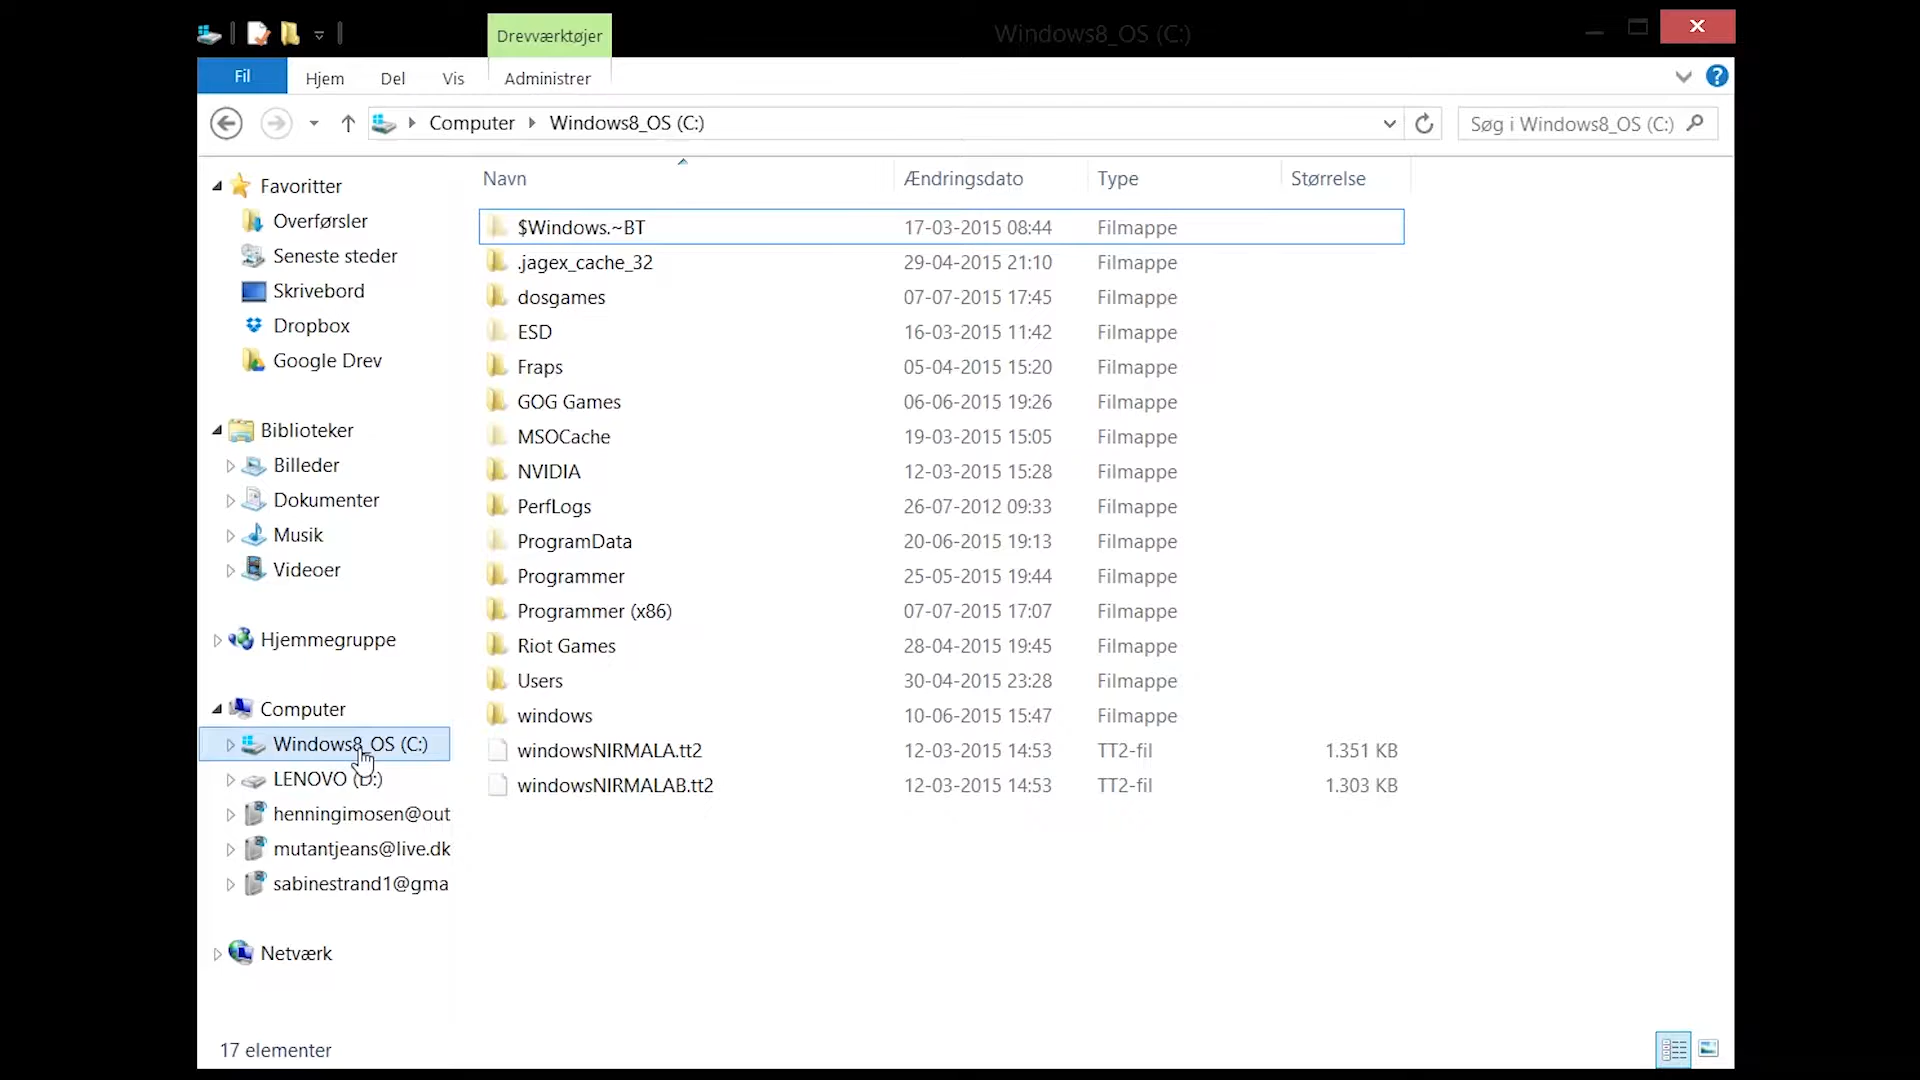 Drevværktøjer
Windows8_OS (C:)
Fil Hjem Del Vis Administrer
Computer Windows8_OS (C:)
Søg i Windows8_OS (C:)
Favoritter
Overførsler
Seneste steder
Skrivebord
Dropbox
Google Drev
Biblioteker
Billeder
Dokumenter
Musik
Videoer
Hjemmegruppe
Computer
Windows8_OS (C:)
LENOVO (D:)
henningimosen@out
mutantjeans@live.dk
sabinestrand1@gma
Netværk
Navn Ændringsdato Type Størrelse
$Windows.~BT 17-03-2015 08:44 Filmappe
.jagex_cache_32 29-04-2015 21:10 Filmappe
dosgames 07-07-2015 17:45 Filmappe
ESD 16-03-2015 11:42 Filmappe
Fraps 05-04-2015 15:20 Filmappe
GOG Games 06-06-2015 19:26 Filmappe
MSOCache 19-03-2015 15:05 Filmappe
NVIDIA 12-03-2015 15:28 Filmappe
PerfLogs 26-07-2012 09:33 Filmappe
ProgramData 20-06-2015 19:13 Filmappe
Programmer 25-05-2015 19:44 Filmappe
Programmer (x86) 07-07-2015 17:07 Filmappe
Riot Games 28-04-2015 19:45 Filmappe
Users 30-04-2015 23:28 Filmappe
windows 10-06-2015 15:47 Filmappe
windowsNIRMALA.tt2 12-03-2015 14:53 TT2-fil 1.351 KB
windowsNIRMALAB.tt2 12-03-2015 14:53 TT2-fil 1.303 KB
17 elementer